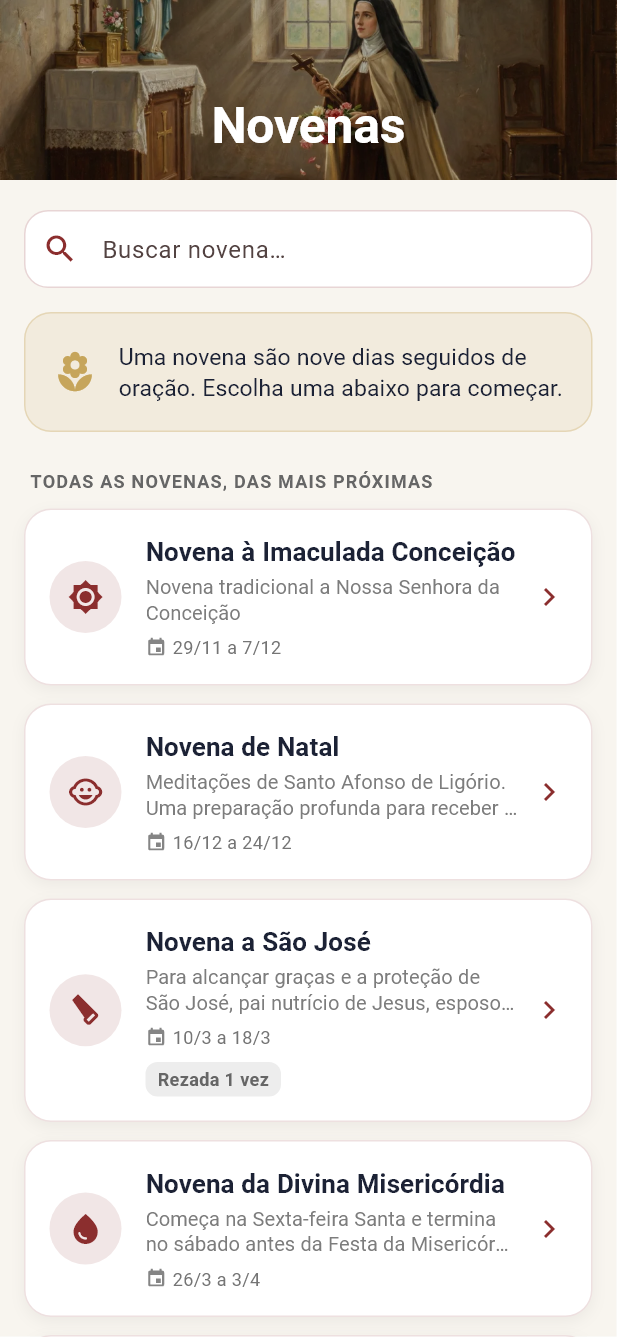 Novenas
Buscar novena...
Uma novena são nove dias seguidos de
oração. Escolha uma abaixo para começar.
TODAS AS NOVENAS, DAS MAIS PRÓXIMAS
Novena à Imaculada Conceição
Novena tradicional a Nossa Senhora da
Conceição
29/11 a 7/12
Novena de Natal
Meditações de Santo Afonso de Ligório.
Uma preparação profunda para receber ...
16/12 a 24/12
Novena a São José
Para alcançar graças e a proteção de
São José, pai nutrício de Jesus, esposo...
10/3 a 18/3
Rezada 1 vez
Novena da Divina Misericórdia
Começa na Sexta-feira Santa e termina
no sábado antes da Festa da Misericór...
26/3 a 3/4